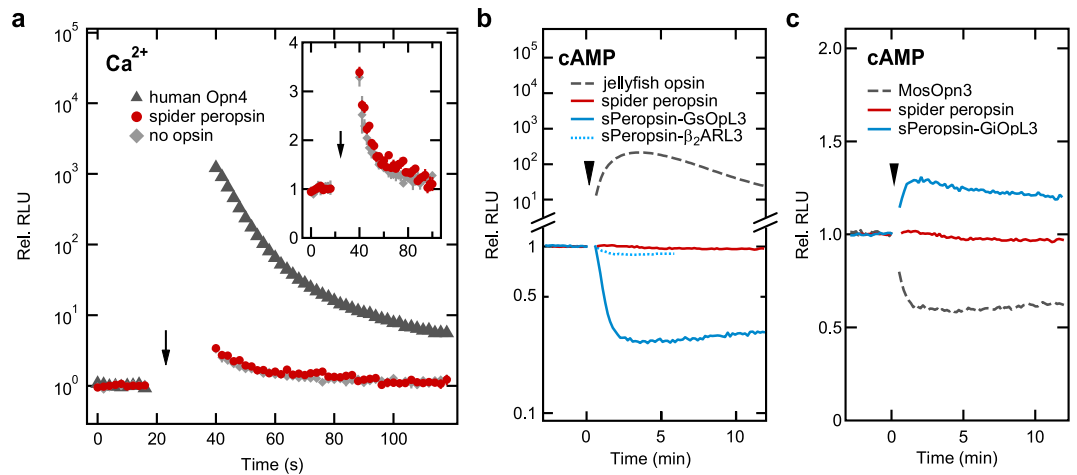 a
Ca2+
human Opn4
spider peropsin
no opsin
Rel. RLU
10^5
10^4
10^3
10^2
10^1
10^0
0 20 40 60 80 100
Time (s)
4
3
2
1
0
0 40 80
b
cAMP
jellyfish opsin
spider peropsin
sPeropsin-GsOpL3
sPeropsin-β2ARL3
Rel. RLU
10^5
10^4
10^3
10^2
10^1
1
0.5
0.1
0 5 10
Time (min)
c
cAMP
MosOpn3
spider peropsin
sPeropsin-GiOpL3
Rel. RLU
2.0
1.5
1.0
0.5
0
0 5 10
Time (min)